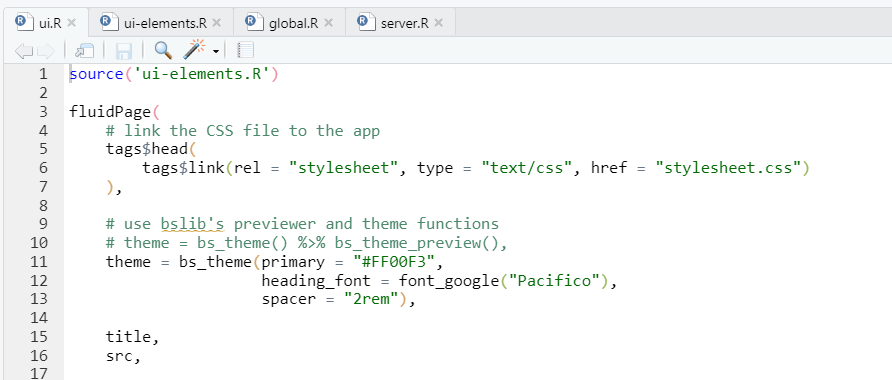 ui.R ui-elements.R global.R server.R
1 source('ui-elements.R')
2
3 fluidPage(
4     # link the CSS file to the app
5     tags$head(
6         tags$link(rel = "stylesheet", type = "text/css", href = "stylesheet.css")
7     ),
8
9     # use bslib's previewer and theme functions
10     # theme = bs_theme() %>% bs_theme_preview(),
11     theme = bs_theme(primary = "#FF00F3",
12                      heading_font = font_google("Pacifico"),
13                      spacer = "2rem"),
14
15     title,
16     src,
17